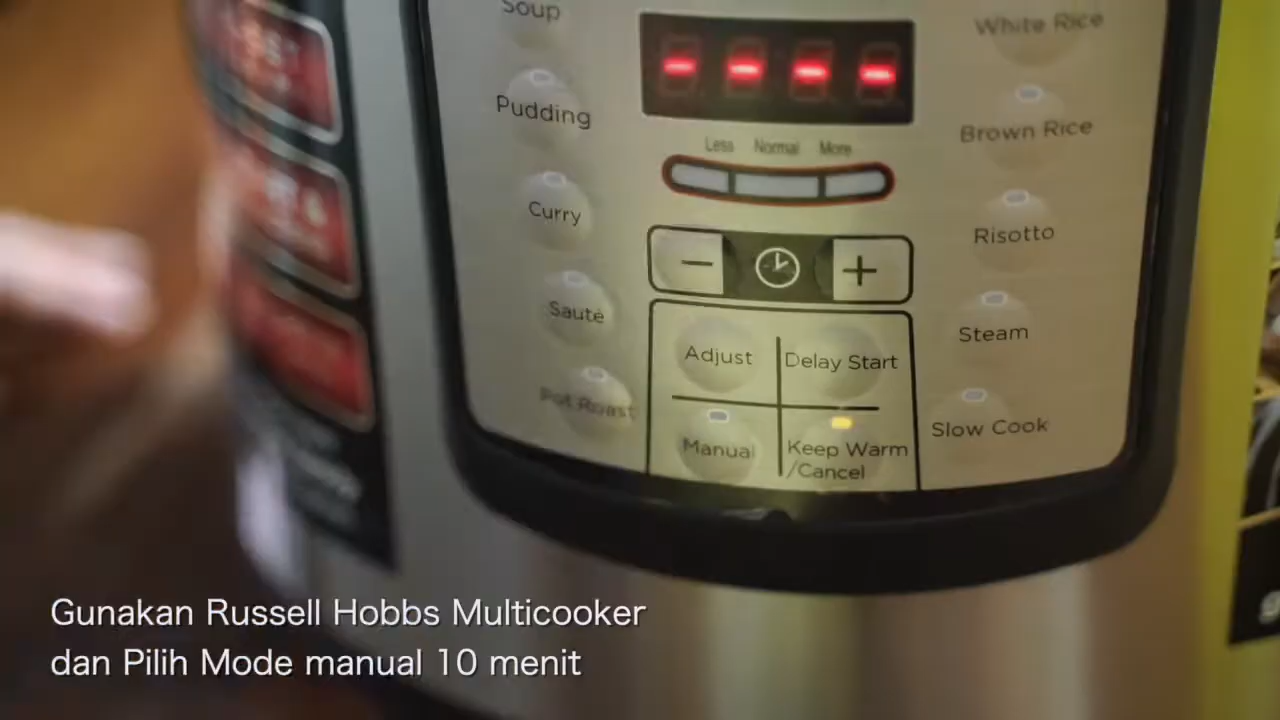 Soup
White Rice
Pudding
Brown Rice
Less Normal More
Curry
Risotto
− +
Sauté
Steam
Adjust
Delay Start
Pot Roast
Slow Cook
Manual
Keep Warm
/Cancel
Gunakan Russell Hobbs Multicooker
dan Pilih Mode manual 10 menit